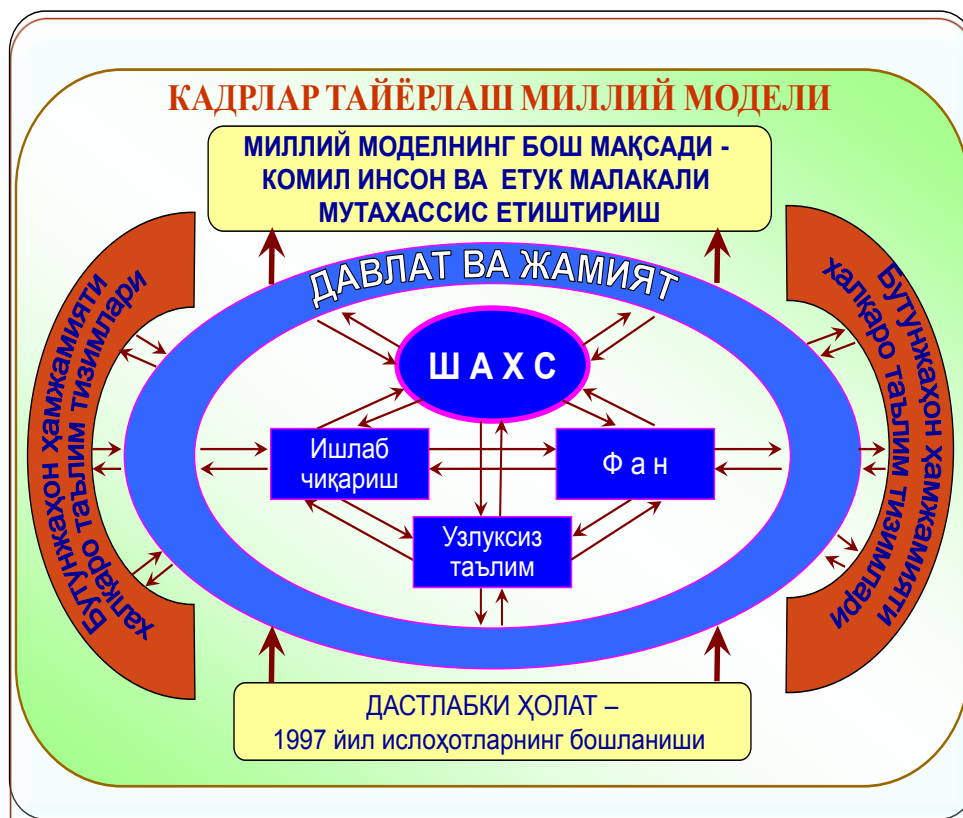 КАДРЛАР ТАЙЁРЛАШ МИЛЛИЙ МОДЕЛИ
МИЛЛИЙ МОДЕЛНИНГ БОШ МАҚСАДИ -
КОМИЛ ИНСОН ВА ЕТУК МАЛАКАЛИ
МУТАХАССИС ЕТИШТИРИШ
ДАВЛАТ ВА ЖАМИЯТ
Бутунжаҳон ҳамжамияти
халқаро таълим тизимлари
Ш А Х С
Ишлаб
чиқариш
Ф а н
Узлуксиз
таълим
Бутунжаҳон ҳамжамияти
халқаро таълим тизимлари
ДАСТЛАБКИ ҲОЛАТ –
1997 йил ислоҳотларнинг бошланиши